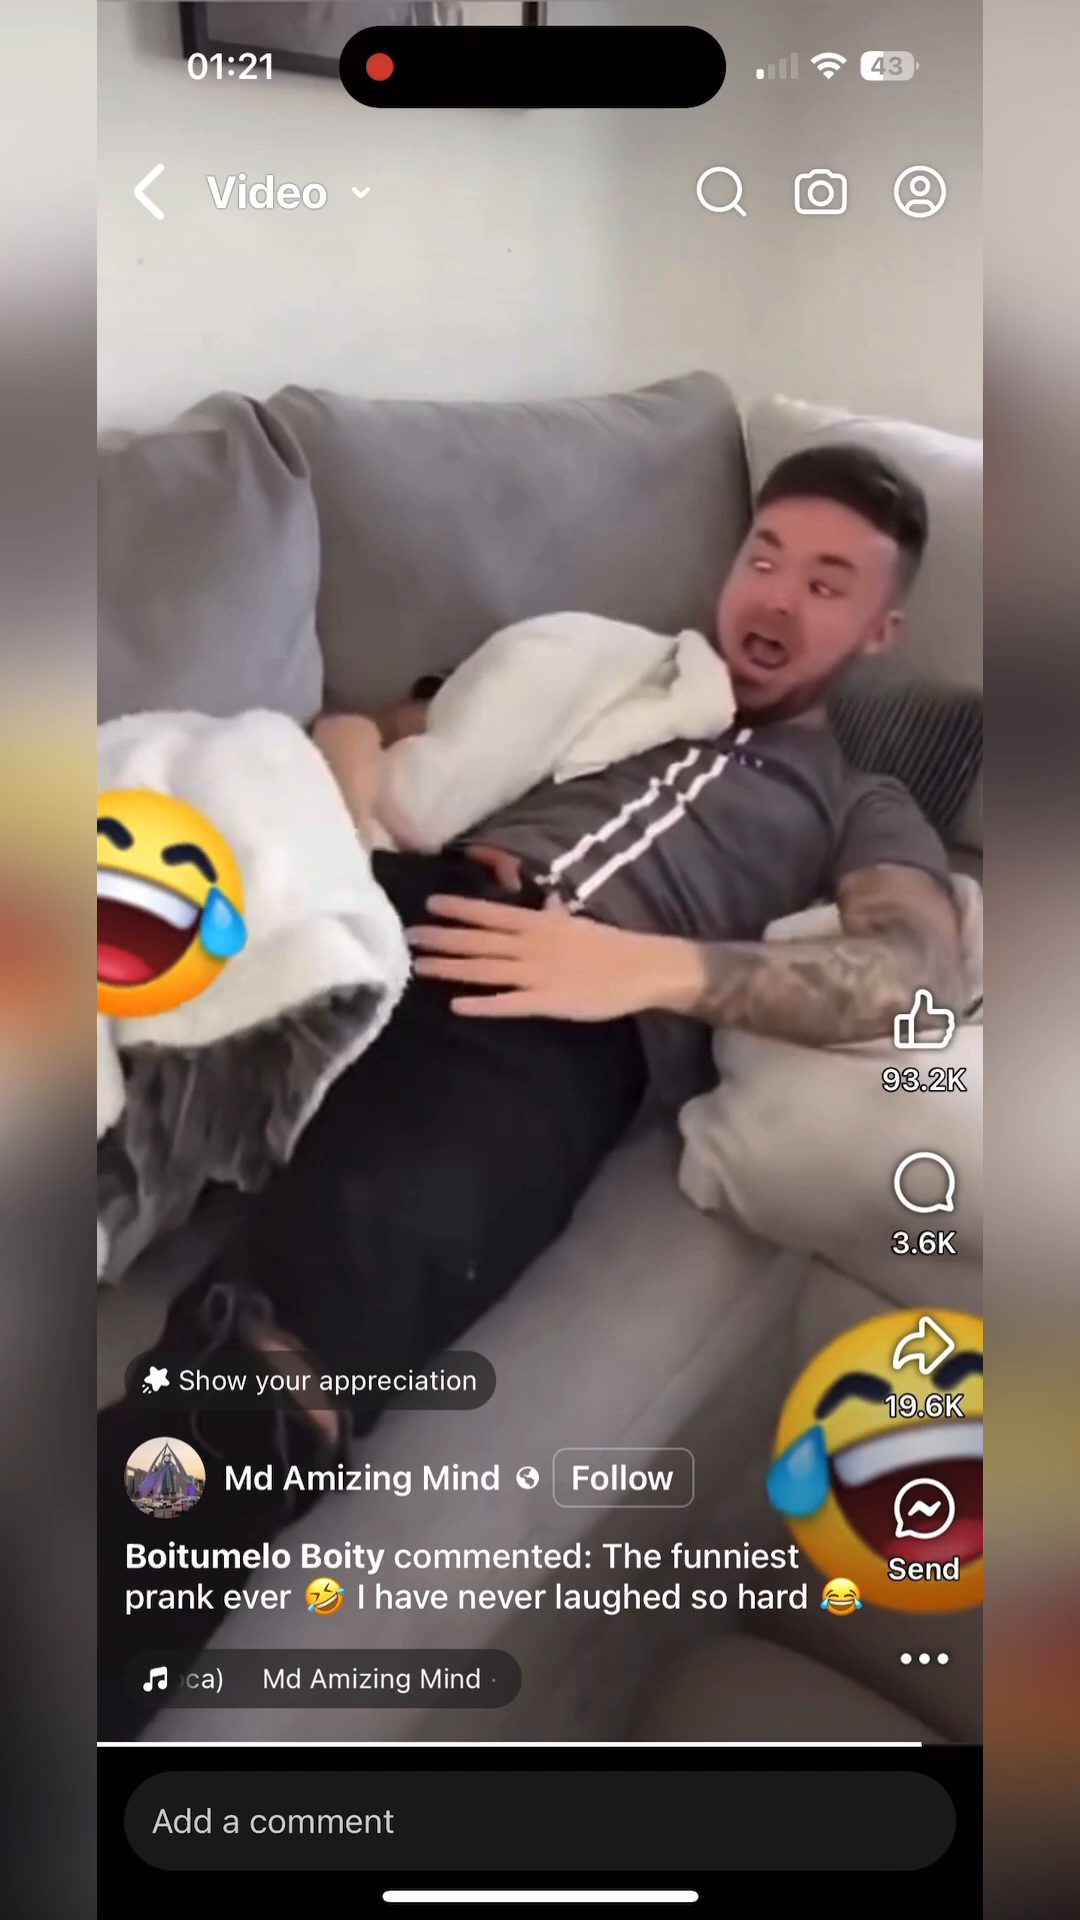 01:21
43
Video
93.2K
3.6K
19.6K
Send
Show your appreciation
Md Amizing Mind
Follow
Boitumelo Boity commented: The funniest
prank ever 🤣 I have never laughed so hard 😂
ca) Md Amizing Mind ·
Add a comment